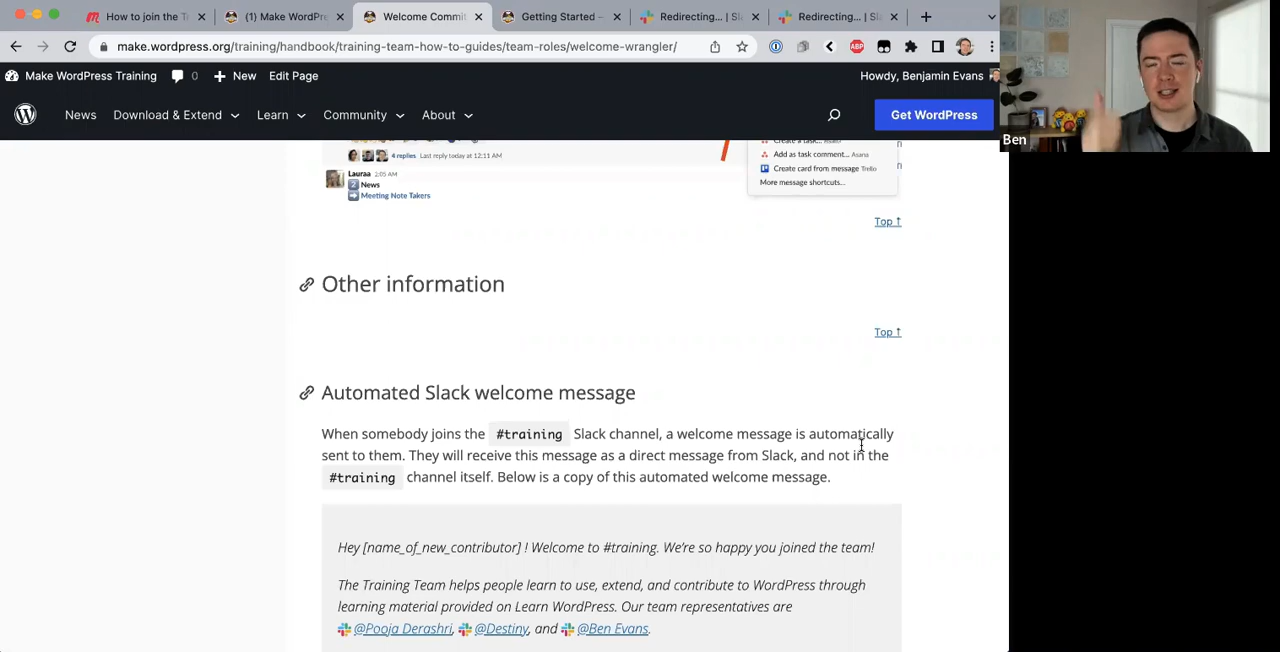 How to join the T
(1) Make WordPre
Welcome Commit
Getting Started –
Redirecting... | Sl
Redirecting... | Sl
make.wordpress.org/training/handbook/training-team-how-to-guides/team-roles/welcome-wrangler/
ABP
Make WordPress Training 0 New Edit Page
Howdy, Benjamin Evans
News Download & Extend Learn Community About
Get WordPress
Ben
4 replies Last reply today at 12:11 AM
Lauraa 2:05 AM
2 News
Meeting Note Takers
Create a task... Asana
Add as task comment... Asana
Create card from message Trello
More message shortcuts...
Top ↑
Other information
Top ↑
Automated Slack welcome message
When somebody joins the #training Slack channel, a welcome message is automatically
sent to them. They will receive this message as a direct message from Slack, and not in the
#training channel itself. Below is a copy of this automated welcome message.
Hey [name_of_new_contributor] ! Welcome to #training. We're so happy you joined the team!
The Training Team helps people learn to use, extend, and contribute to WordPress through
learning material provided on Learn WordPress. Our team representatives are
@Pooja Derashri, @Destiny, and @Ben Evans.